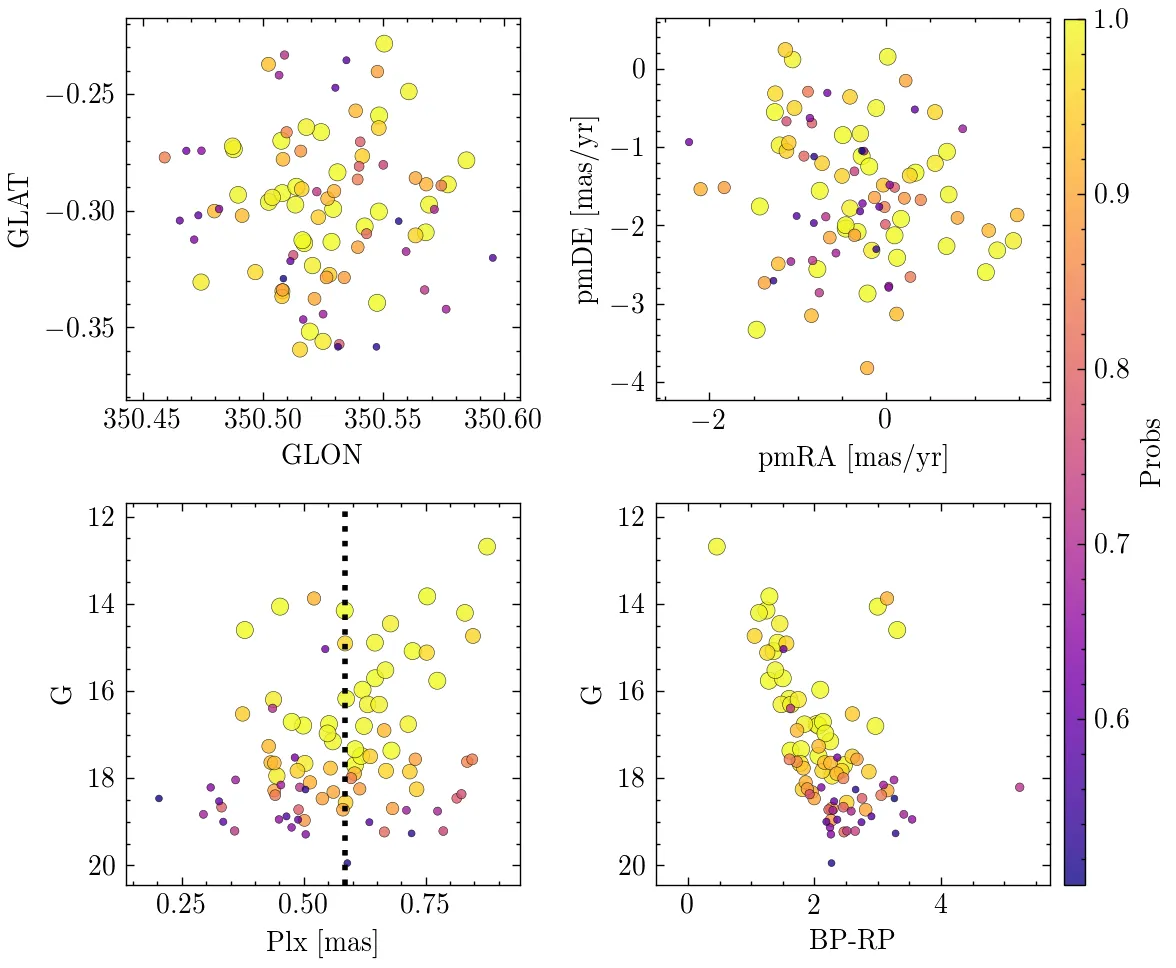 −0.25
−0.30
−0.35
GLAT
350.45 350.50 350.55 350.60
GLON
0
−1
−2
−3
−4
pmDE [mas/yr]
−2 0
pmRA [mas/yr]
12
14
16
18
20
G
0.25 0.50 0.75
Plx [mas]
12
14
16
18
20
G
0 2 4
BP-RP
1.0
0.9
0.8
0.7
0.6
Probs